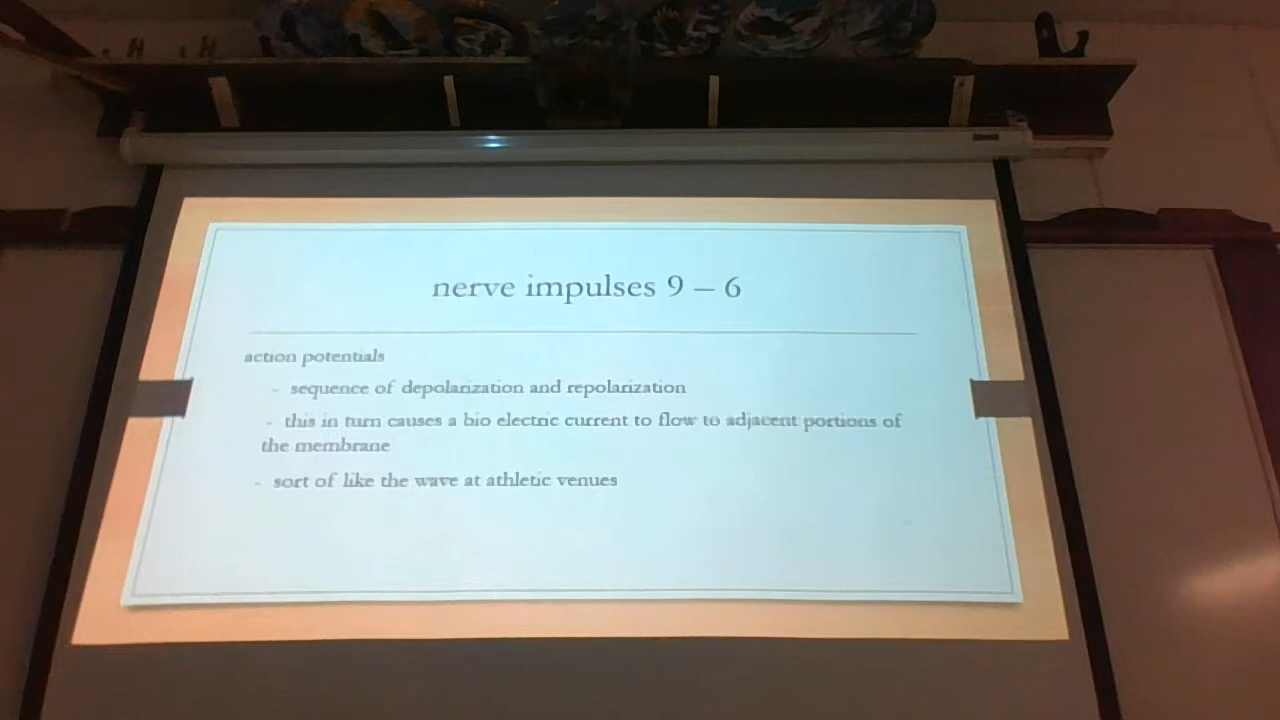 nerve impulses 9 – 6
action potentials
- sequence of depolarization and repolarization
- this in turn causes a bio electric current to flow to adjacent portions of
the membrane
- sort of like the wave at athletic venues